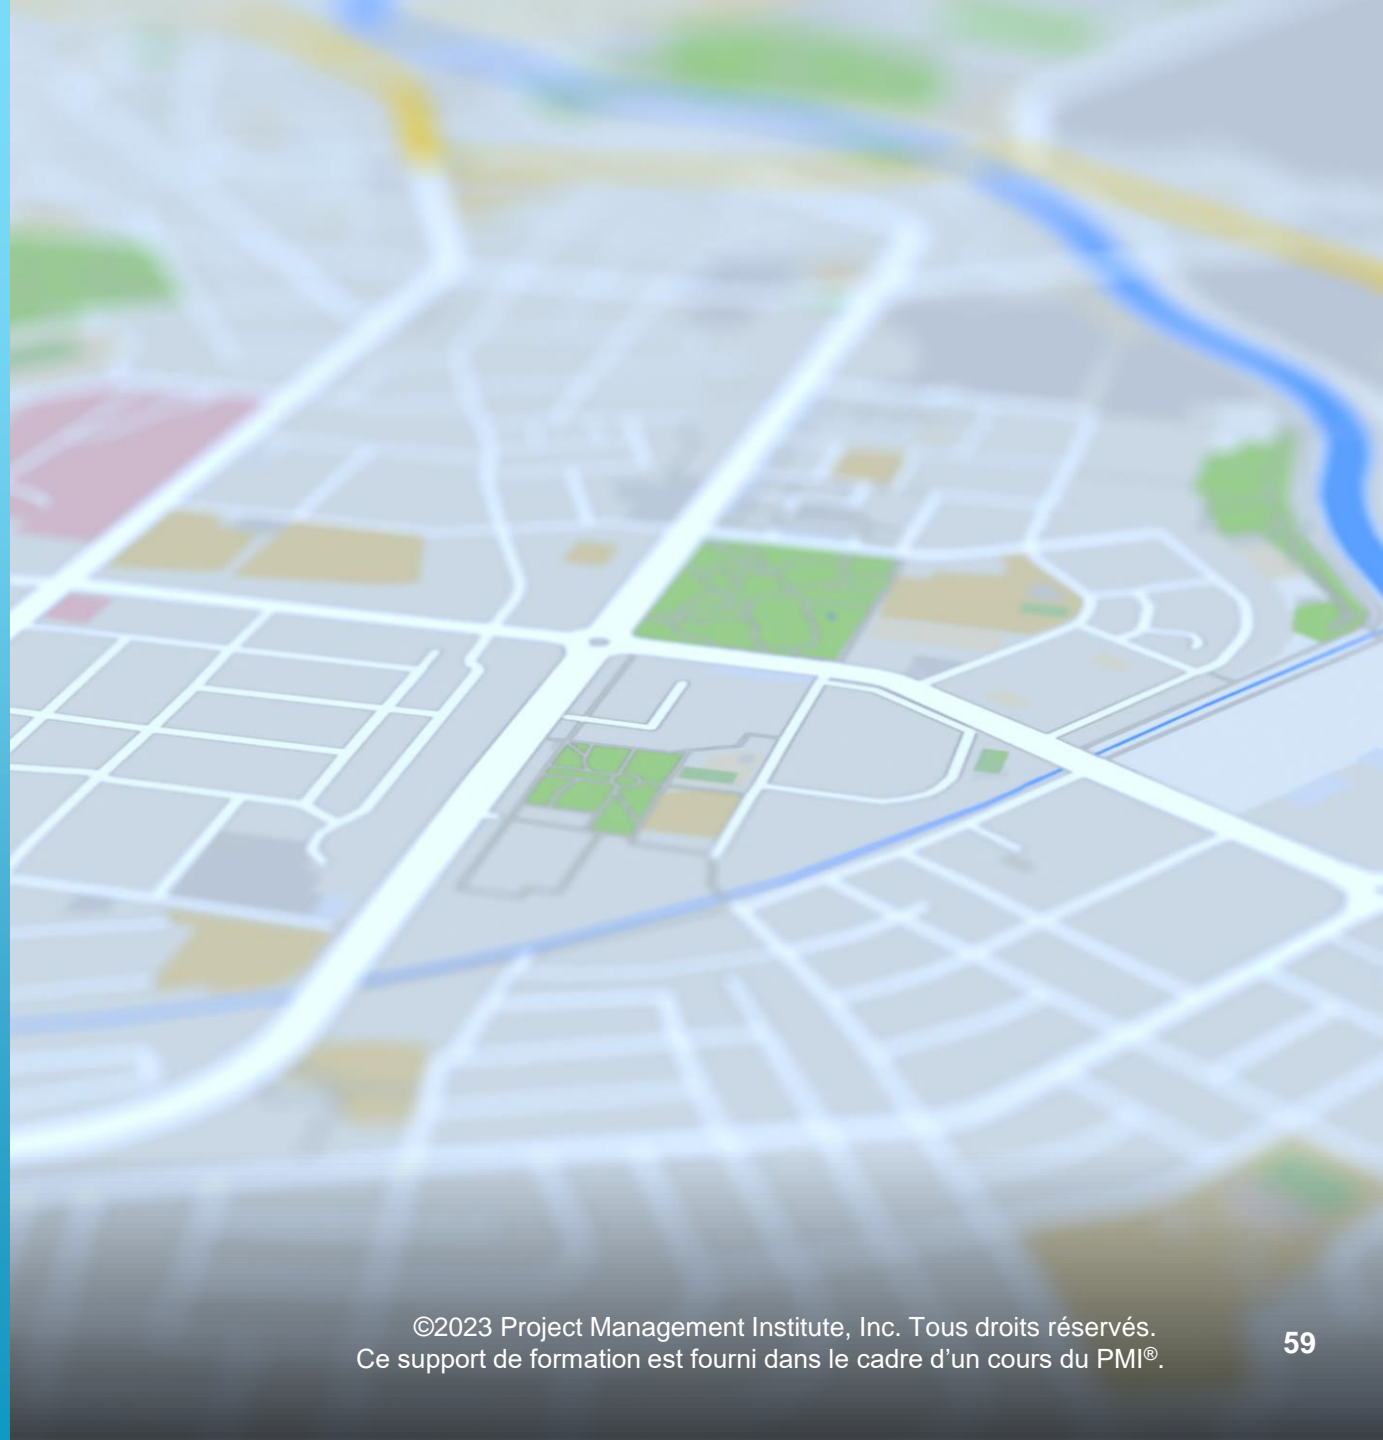 ©2023 Project Management Institute, Inc. Tous droits réservés.
Ce support de formation est fourni dans le cadre d’un cours du PMI®.
59